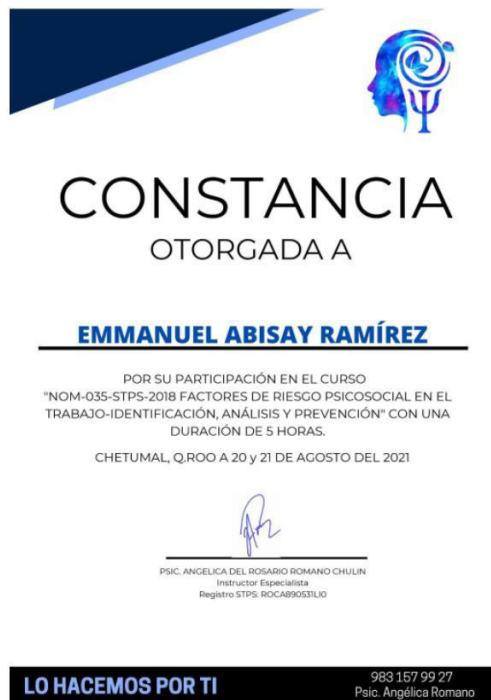 CONSTANCIA
OTORGADA A
EMMANUEL ABISAY RAMÍREZ
POR SU PARTICIPACIÓN EN EL CURSO
"NOM-035-STPS-2018 FACTORES DE RIESGO PSICOSOCIAL EN EL
TRABAJO-IDENTIFICACIÓN, ANÁLISIS Y PREVENCIÓN" CON UNA
DURACIÓN DE 5 HORAS.
CHETUMAL, Q.ROO A 20 y 21 DE AGOSTO DEL 2021
PSIC. ANGELICA DEL ROSARIO ROMANO CHULIN
Instructor Especialista
Registro STPS: ROCA890531LI0
LO HACEMOS POR TI
983 157 99 27
Psic. Angélica Romano